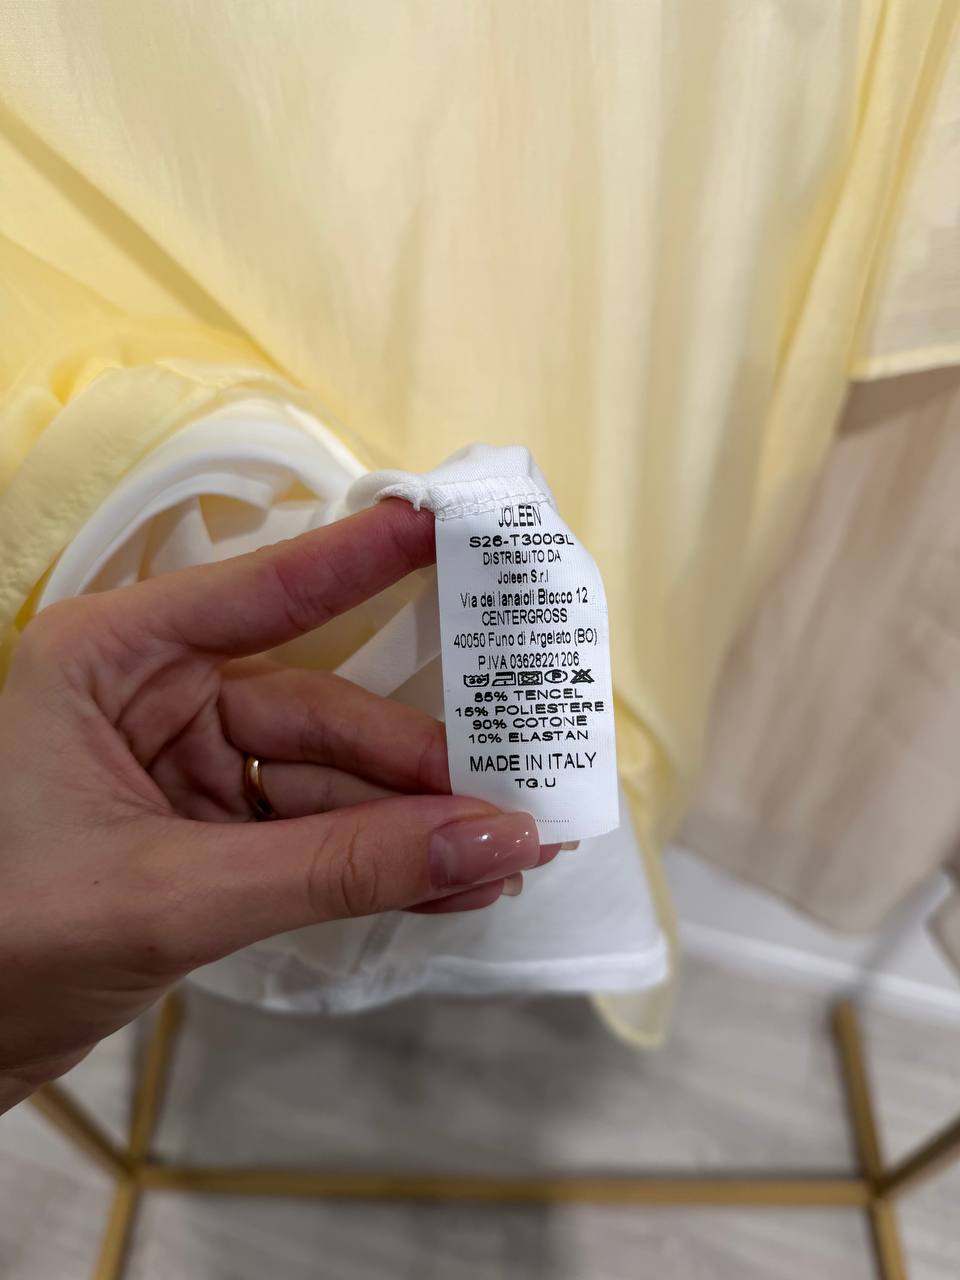 JOLEEN
S26-T300GL
DISTRIBUITO DA
Joleen S.r.l
Via dei lanaioli Blocco 12
CENTERGROSS
40050 Funo di Argelato (BO)
P.IVA 03628221206
85% TENCEL
15% POLIESTERE
90% COTONE
10% ELASTAN
MADE IN ITALY
TG.U